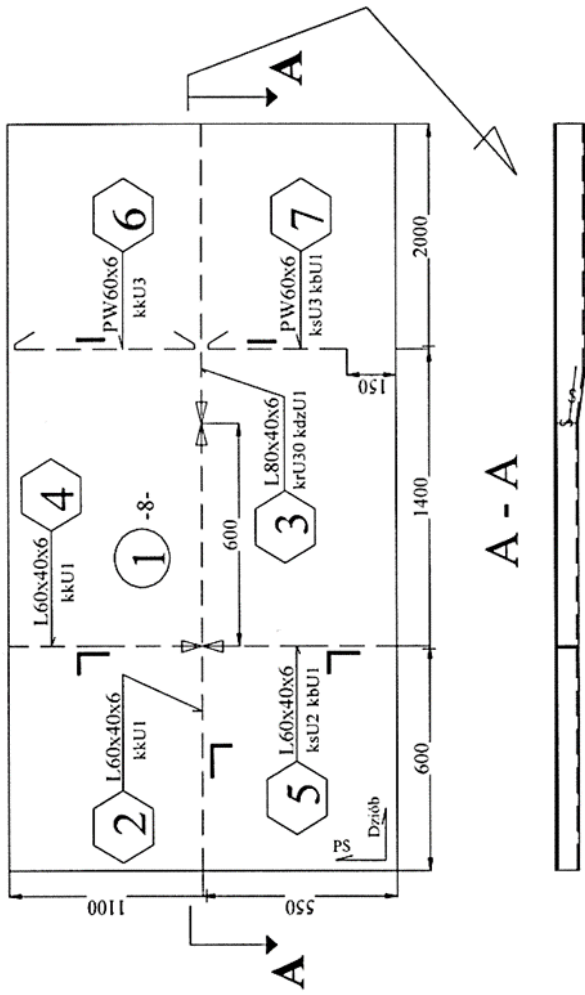 A
A
PW60x6
kkU3
6
PW60x6
ksU3 kbU1
7
2000
150
L60x40x6
kkU1
4
1
-8-
600
L80x40x6
krU30 kdzU1
3
1400
L60x40x6
kkU1
2
L60x40x6
ksU2 kbU1
5
600
PS
Dziób
1100
550
A - A
S
S